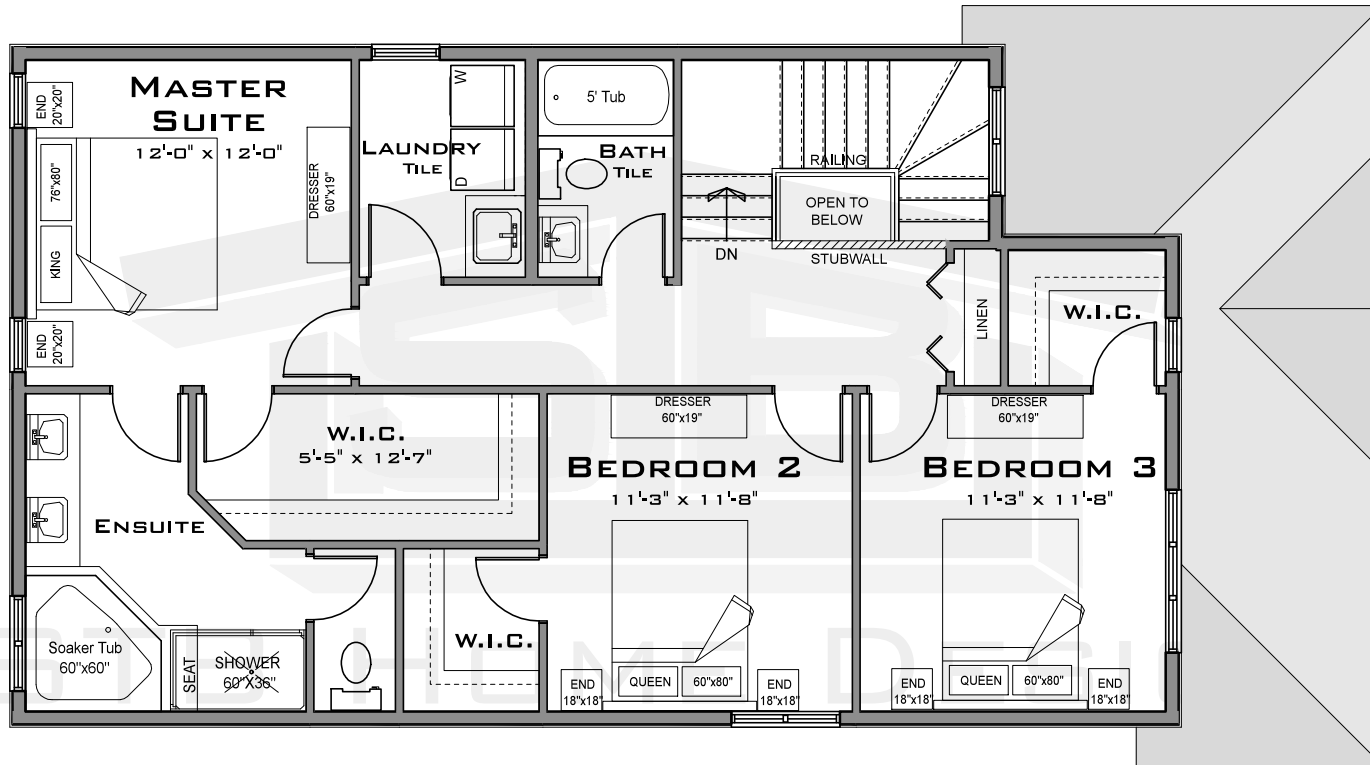 MASTER
SUITE
12'-0" x 12'-0"
END
20"x20"
76"x80"
KING
END
20"x20"
DRESSER
60"x19"
LAUNDRY
TILE
W
D
5' Tub
BATH
TILE
RAILING
OPEN TO
BELOW
DN
STUBWALL
LINEN
W.I.C.
W.I.C.
5'-5" x 12'-7"
DRESSER
60"x19"
BEDROOM 2
11'-3" x 11'-8"
DRESSER
60"x19"
BEDROOM 3
11'-3" x 11'-8"
ENSUITE
Soaker Tub
60"x60"
SEAT
SHOWER
60"X36"
W.I.C.
END
18"x18"
QUEEN
60"x80"
END
18"x18"
END
18"x18"
QUEEN
60"x80"
END
18"x18"
STB
STB HOME DESIG